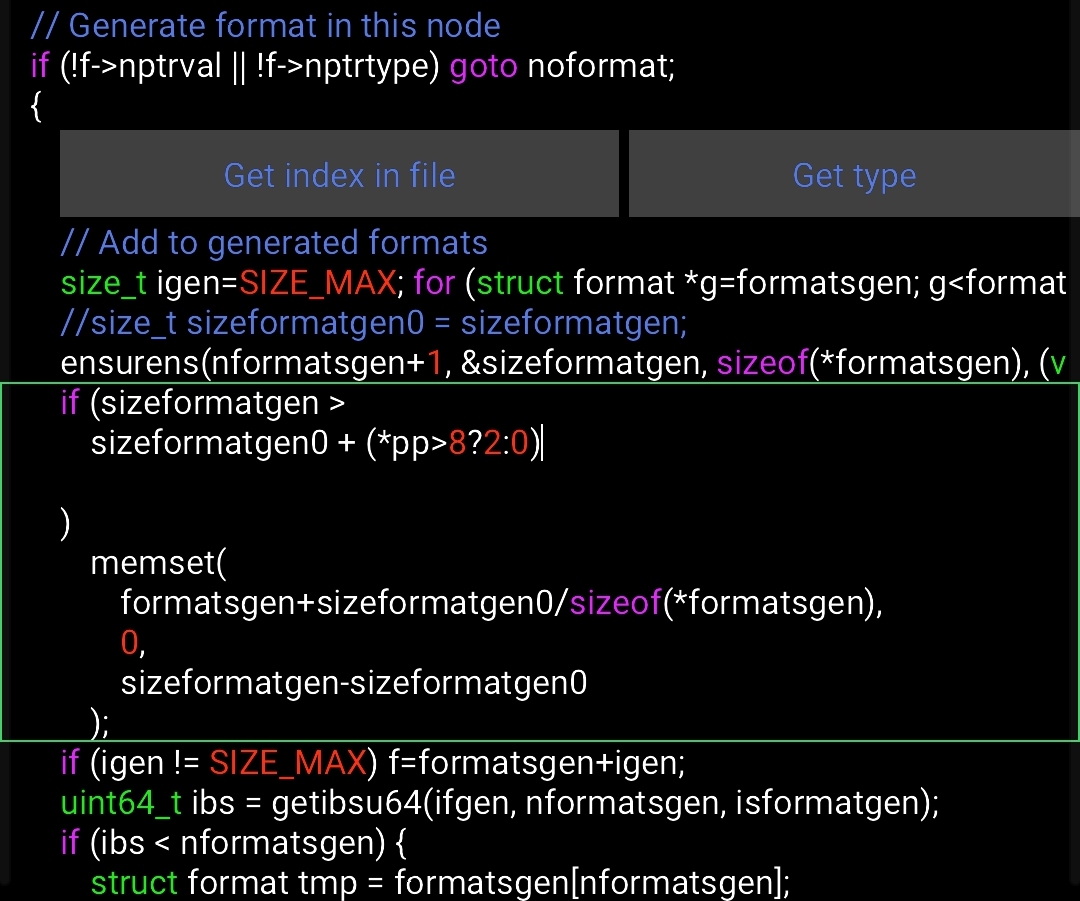 // Generate format in this node
if (!f->nptrval || !f->nptrtype) goto noformat;
{
Get index in file
Get type
// Add to generated formats
size_t igen=SIZE_MAX; for (struct format *g=formatsgen; g<format
//size_t sizeformatgen0 = sizeformatgen;
ensurens(nformatsgen+1, &sizeformatgen, sizeof(*formatsgen), (v
if (sizeformatgen >
sizeformatgen0 + (*pp>8?2:0)
)
memset(
formatsgen+sizeformatgen0/sizeof(*formatsgen),
0,
sizeformatgen-sizeformatgen0
);
if (igen != SIZE_MAX) f=formatsgen+igen;
uint64_t ibs = getibsu64(ifgen, nformatsgen, isformatgen);
if (ibs < nformatsgen) {
struct format tmp = formatsgen[nformatsgen];